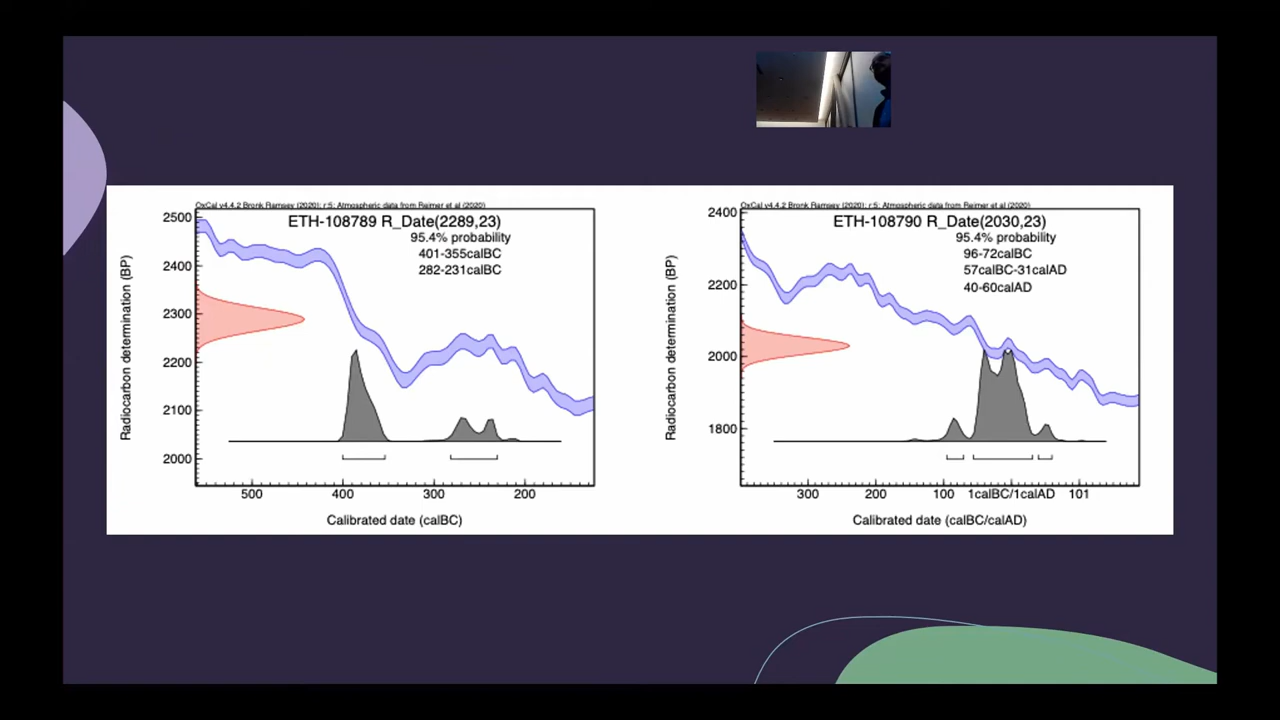 OxCal v4.4.2 Bronk Ramsey (2020); r:5; Atmospheric data from Reimer et al (2020)
ETH-108789 R_Date(2289,23)
95.4% probability
401-355calBC
282-231calBC
Radiocarbon determination (BP)
2500
2400
2300
2200
2100
2000
500
400
300
200
Calibrated date (calBC)
OxCal v4.4.2 Bronk Ramsey (2020); r:5; Atmospheric data from Reimer et al (2020)
ETH-108790 R_Date(2030,23)
95.4% probability
96-72calBC
57calBC-31calAD
40-60calAD
Radiocarbon determination (BP)
2400
2200
2000
1800
300
200
100
1calBC/1calAD
101
Calibrated date (calBC/calAD)